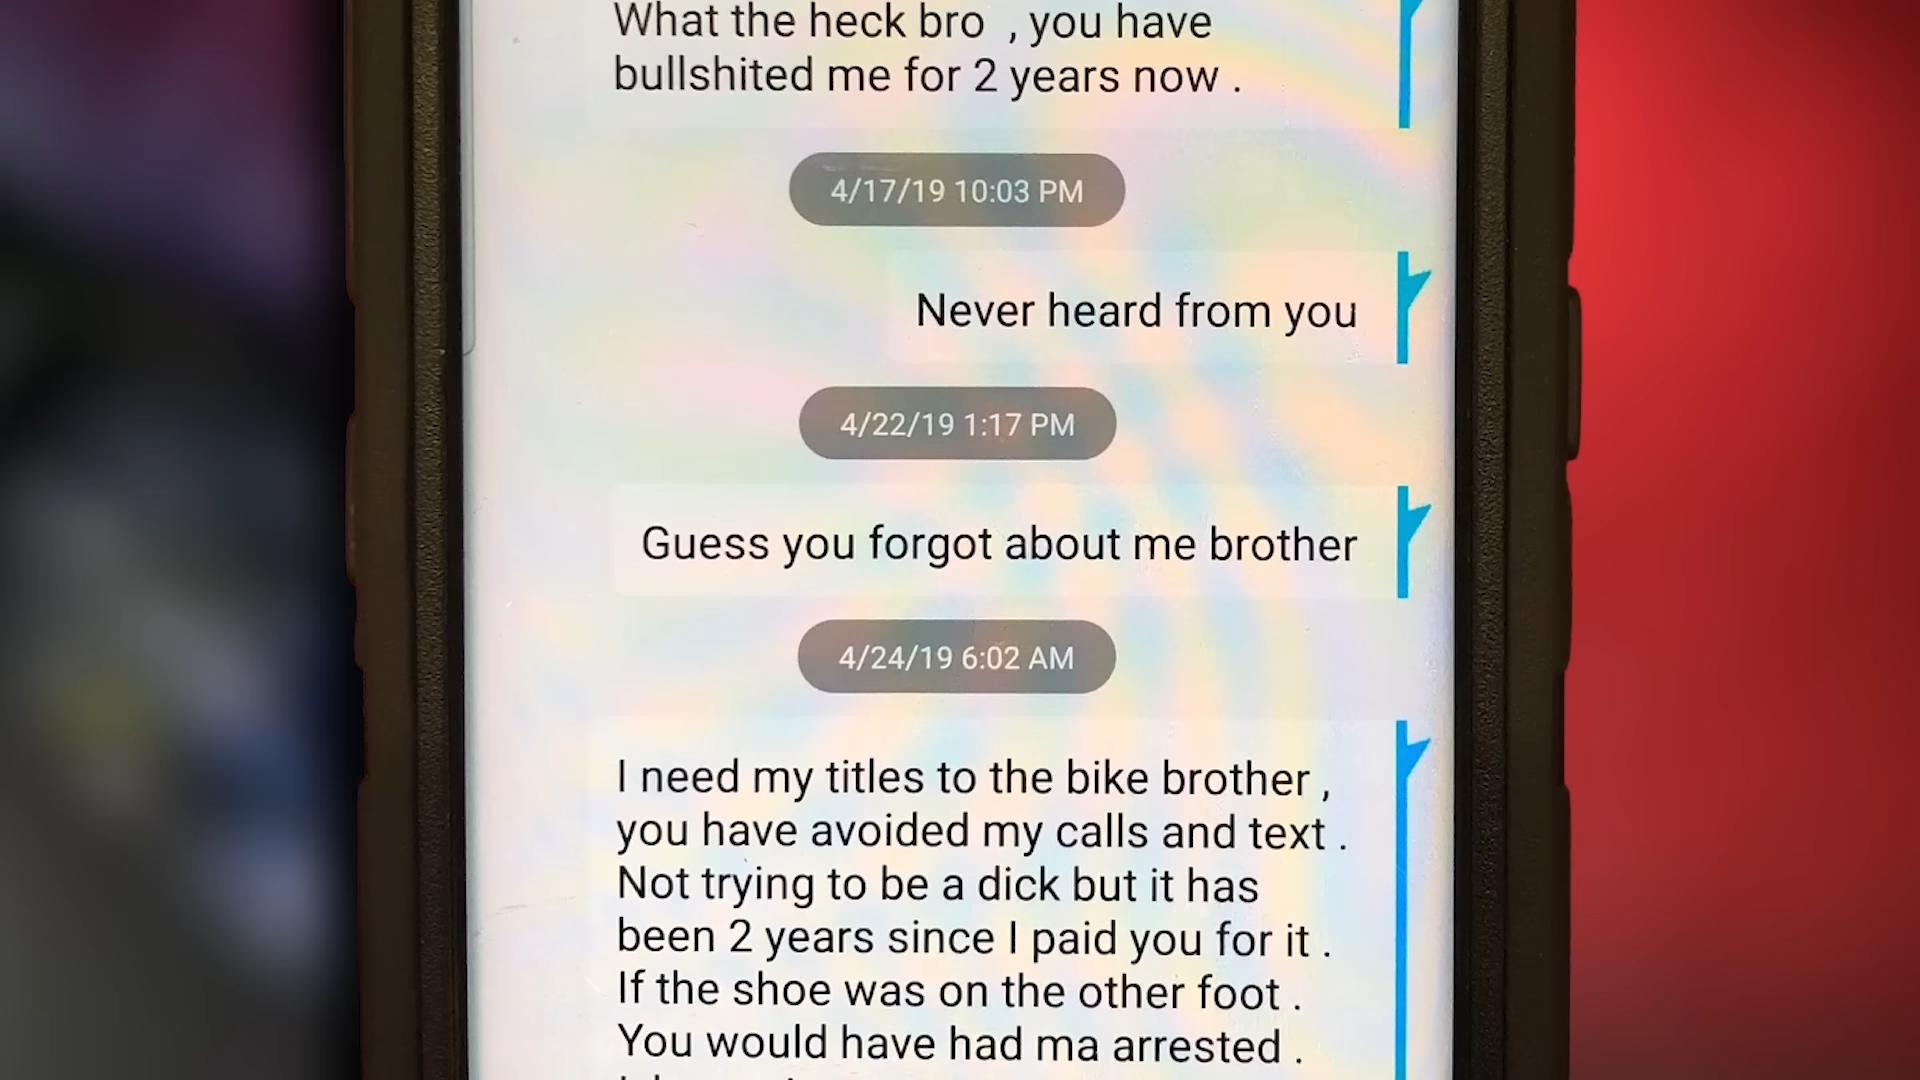 What the heck bro , you have
bullshited me for 2 years now .
4/17/19 10:03 PM
Never heard from you
4/22/19 1:17 PM
Guess you forgot about me brother
4/24/19 6:02 AM
I need my titles to the bike brother ,
you have avoided my calls and text .
Not trying to be a dick but it has
been 2 years since I paid you for it .
If the shoe was on the other foot .
You would have had ma arrested .